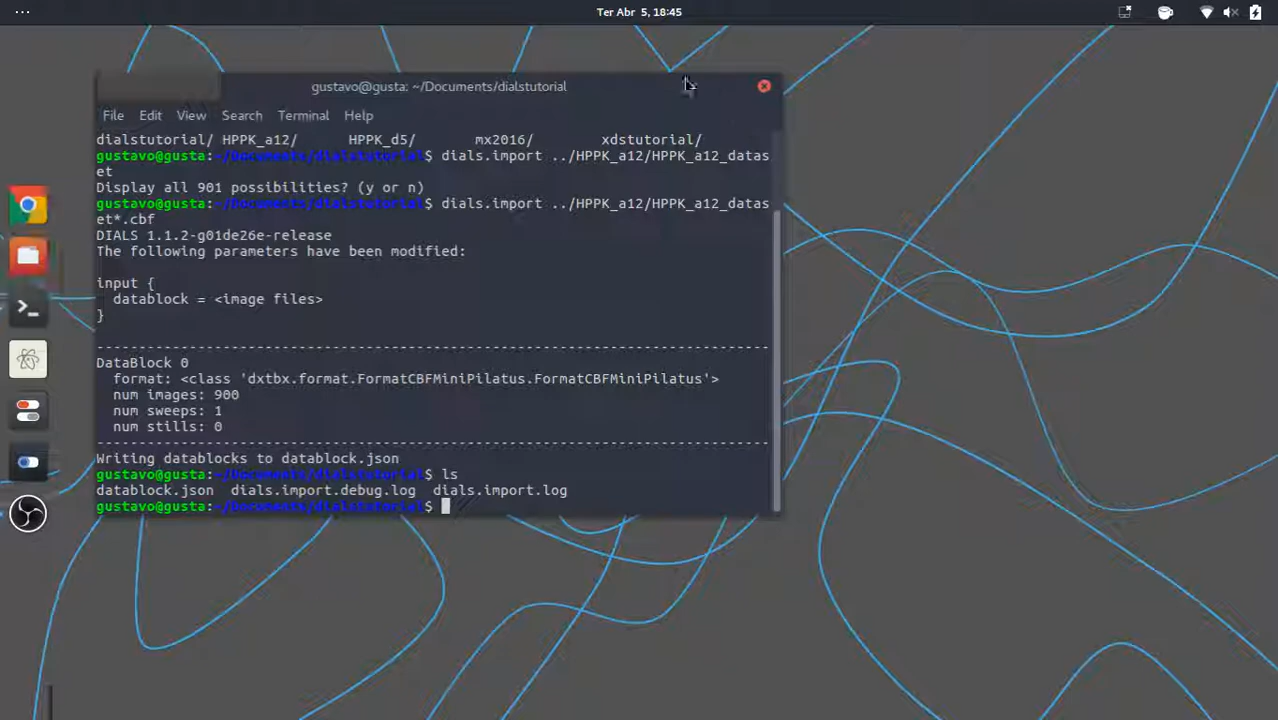 Ter Abr 5, 18:45
gustavo@gusta: ~/Documents/dialstutorial
File Edit View Search Terminal Help
dialstutorial/ HPPK_a12/ HPPK_d5/ mx2016/ xdstutorial/
gustavo@gusta:~/Documents/dialstutorial$ dials.import ../HPPK_a12/HPPK_a12_datas
et
Display all 901 possibilities? (y or n)
gustavo@gusta:~/Documents/dialstutorial$ dials.import ../HPPK_a12/HPPK_a12_datas
et*.cbf
DIALS 1.1.2-g01de26e-release
The following parameters have been modified:
input {
datablock = <image files>
}
--------------------------------------------------------------------------------
DataBlock 0
format: <class 'dxtbx.format.FormatCBFMiniPilatus.FormatCBFMiniPilatus'>
num images: 900
num sweeps: 1
num stills: 0
--------------------------------------------------------------------------------
Writing datablocks to datablock.json
gustavo@gusta:~/Documents/dialstutorial$ ls
datablock.json dials.import.debug.log dials.import.log
gustavo@gusta:~/Documents/dialstutorial$